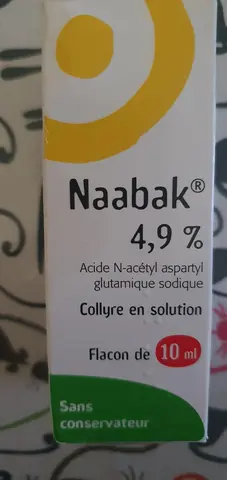 Naabak®
4,9 %
Acide N-acétyl aspartyl
glutamique sodique
Collyre en solution
Flacon de 10 ml
Sans
conservateur